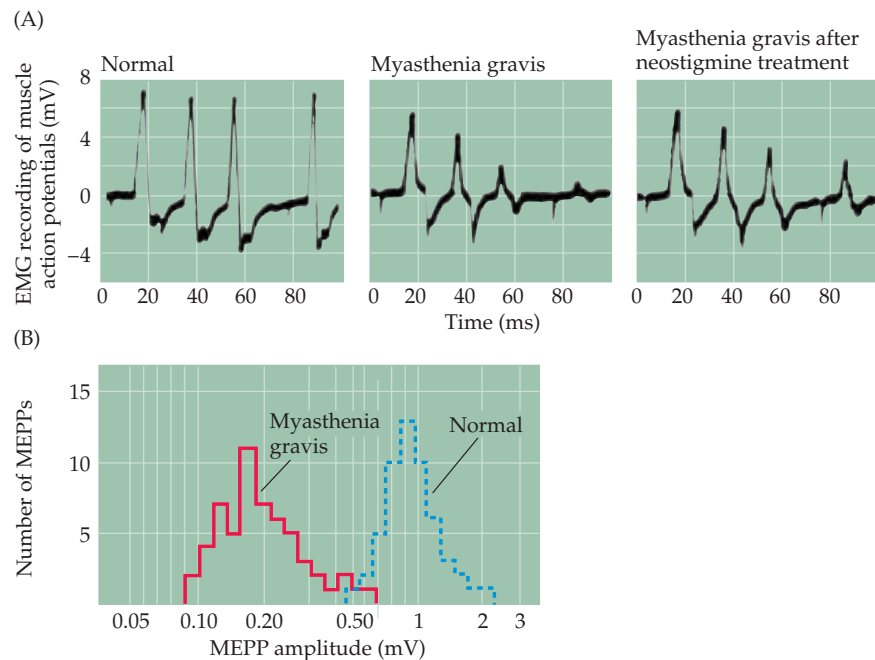 (A)
Normal
Myasthenia gravis
Myasthenia gravis after
neostigmine treatment
EMG recording of muscle
action potentials (mV)
8
4
0
−4
0 20 40 60 80
0 20 40 60 80
0 20 40 60 80
Time (ms)
(B)
Number of MEPPs
15
10
5
Myasthenia
gravis
Normal
0.05 0.10 0.20 0.50 1 2 3
MEPP amplitude (mV)